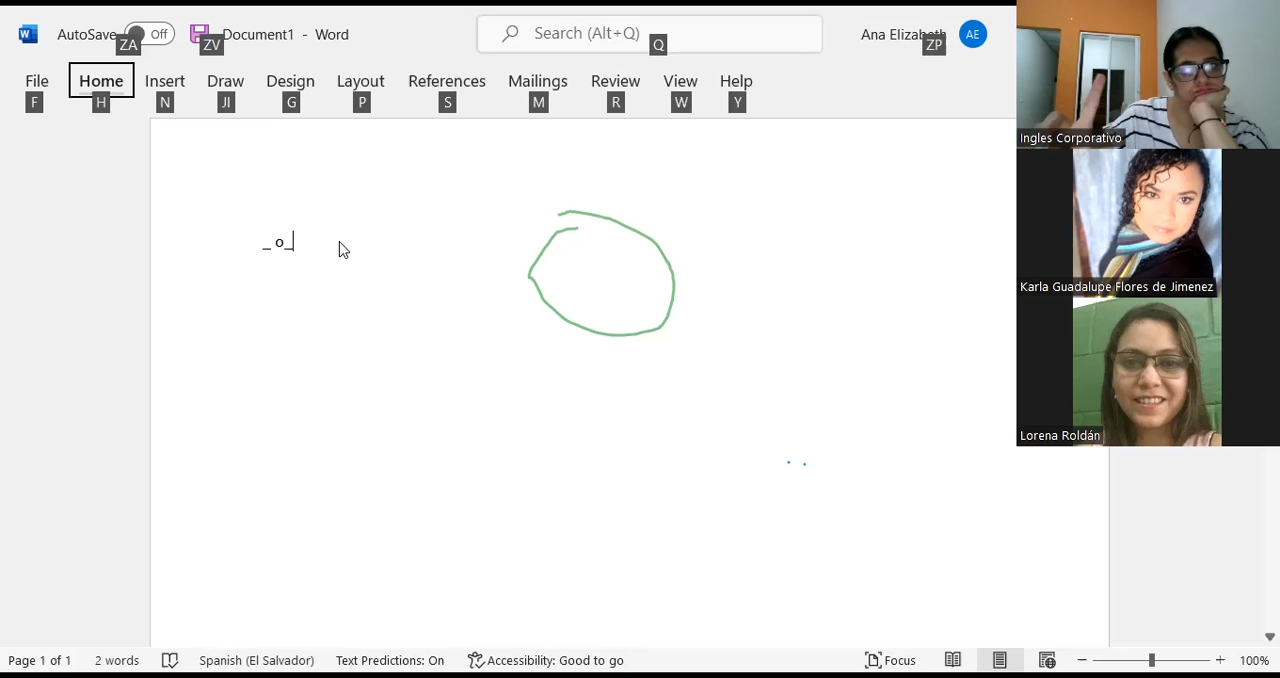 AutoSave Off Document1 - Word Search (Alt+Q) Ana Elizabeth AE
ZA ZV Q ZP
File Home Insert Draw Design Layout References Mailings Review View Help
F H N JI G P S M R W Y
Ingles Corporativo
_ o_
Karla Guadalupe Flores de Jimenez
Lorena Roldán
Page 1 of 1 2 words Spanish (El Salvador) Text Predictions: On Accessibility: Good to go Focus 100%